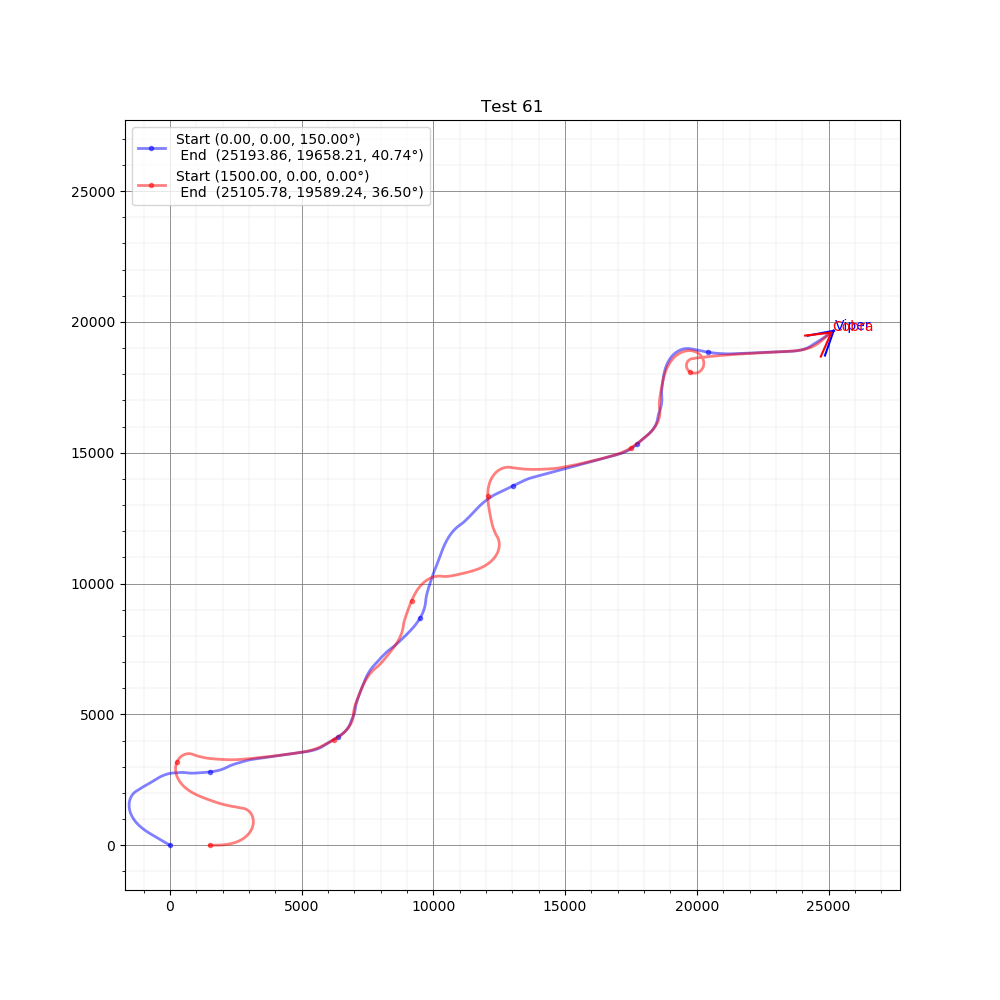 Test 61
Start (0.00, 0.00, 150.00°)
End (25193.86, 19658.21, 40.74°)
Start (1500.00, 0.00, 0.00°)
End (25105.78, 19589.24, 36.50°)
25000
20000
15000
10000
5000
0
Viper
Cobra
0 5000 10000 15000 20000 25000